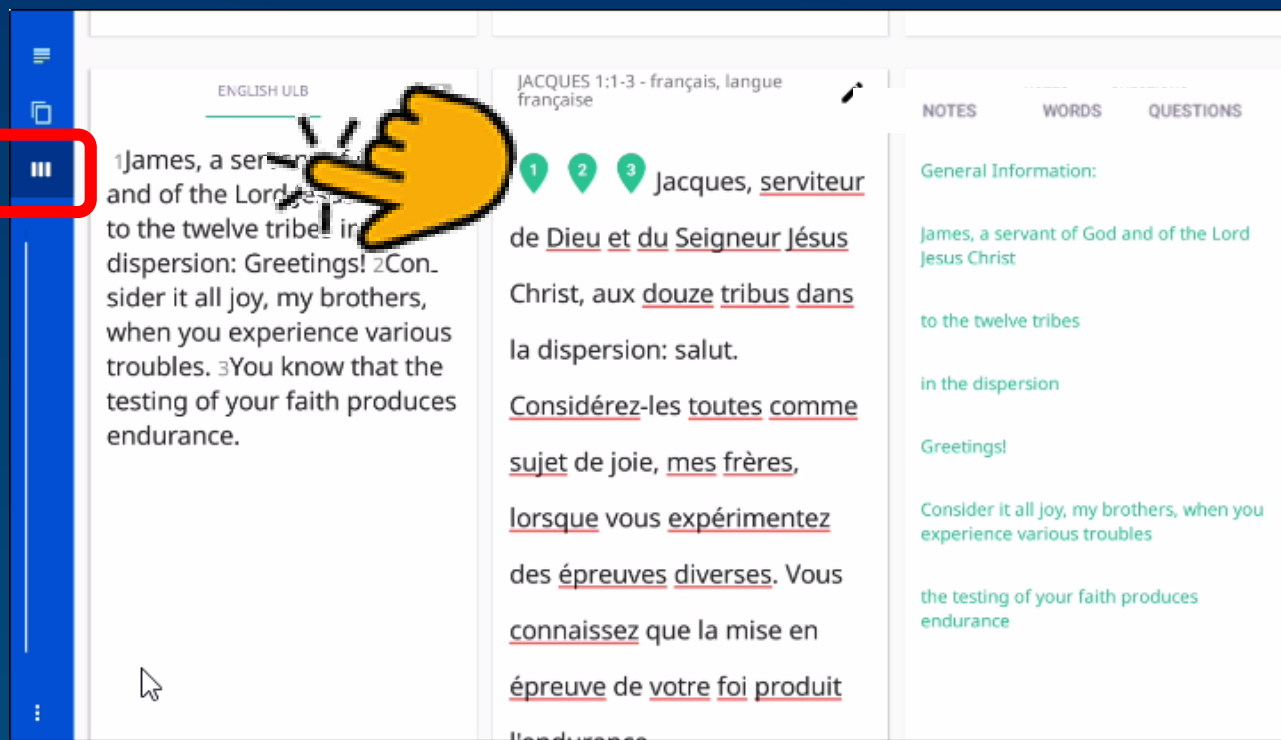 ENGLISH ULB
1James, a
and of the Lord
to the twelve tribes
dispersion: Greetings! 2Con-
sider it all joy, my brothers,
when you experience various
troubles. 3You know that the
testing of your faith produces
endurance.
JACQUES 1:1-3 - français, langue
française
1 2 3 Jacques, serviteur
de Dieu et du Seigneur Jésus
Christ, aux douze tribus dans
la dispersion: salut.
Considérez-les toutes comme
sujet de joie, mes frères,
lorsque vous expérimentez
des épreuves diverses. Vous
connaissez que la mise en
épreuve de votre foi produit
l'endurance.
NOTES WORDS QUESTIONS
General Information:
James, a servant of God and of the Lord
Jesus Christ
to the twelve tribes
in the dispersion
Greetings!
Consider it all joy, my brothers, when you
experience various troubles
the testing of your faith produces
endurance